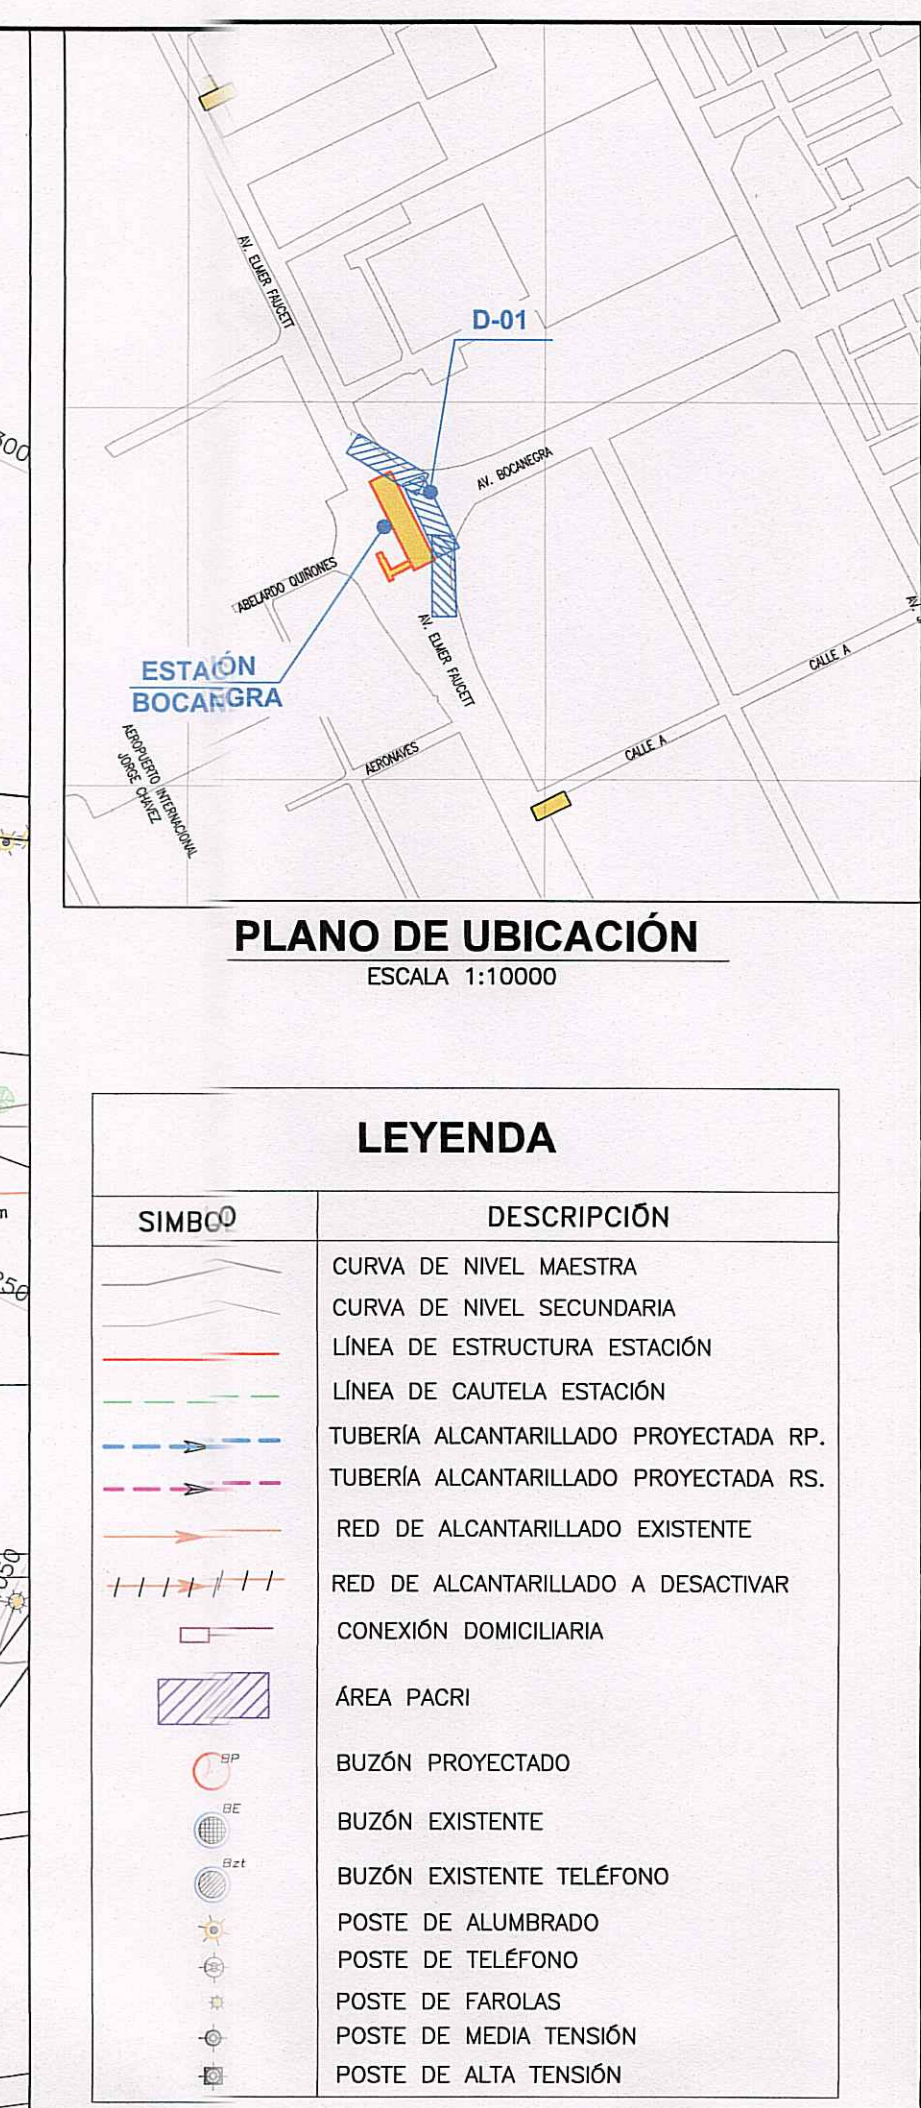 AV. ELMER FAUCETT
D-01
300
AV. BOCANEGRA
ABELARDO QUIÑONES
AV. ELMER FAUCETT
AV.
CALLE A
ESTACIÓN
BOCANEGRA
CALLE A
AERONAVES
AEROPUERTO INTERNACIONAL
JORGE CHAVEZ
PLANO DE UBICACIÓN
ESCALA 1:10000
LEYENDA
SIMBOLO DESCRIPCIÓN
CURVA DE NIVEL MAESTRA
CURVA DE NIVEL SECUNDARIA
LÍNEA DE ESTRUCTURA ESTACIÓN
LÍNEA DE CAUTELA ESTACIÓN
TUBERÍA ALCANTARILLADO PROYECTADA RP.
TUBERÍA ALCANTARILLADO PROYECTADA RS.
RED DE ALCANTARILLADO EXISTENTE
RED DE ALCANTARILLADO A DESACTIVAR
CONEXIÓN DOMICILIARIA
ÁREA PACRI
BP BUZÓN PROYECTADO
BE BUZÓN EXISTENTE
Bzt BUZÓN EXISTENTE TELÉFONO
POSTE DE ALUMBRADO
POSTE DE TELÉFONO
POSTE DE FAROLAS
POSTE DE MEDIA TENSIÓN
POSTE DE ALTA TENSIÓN